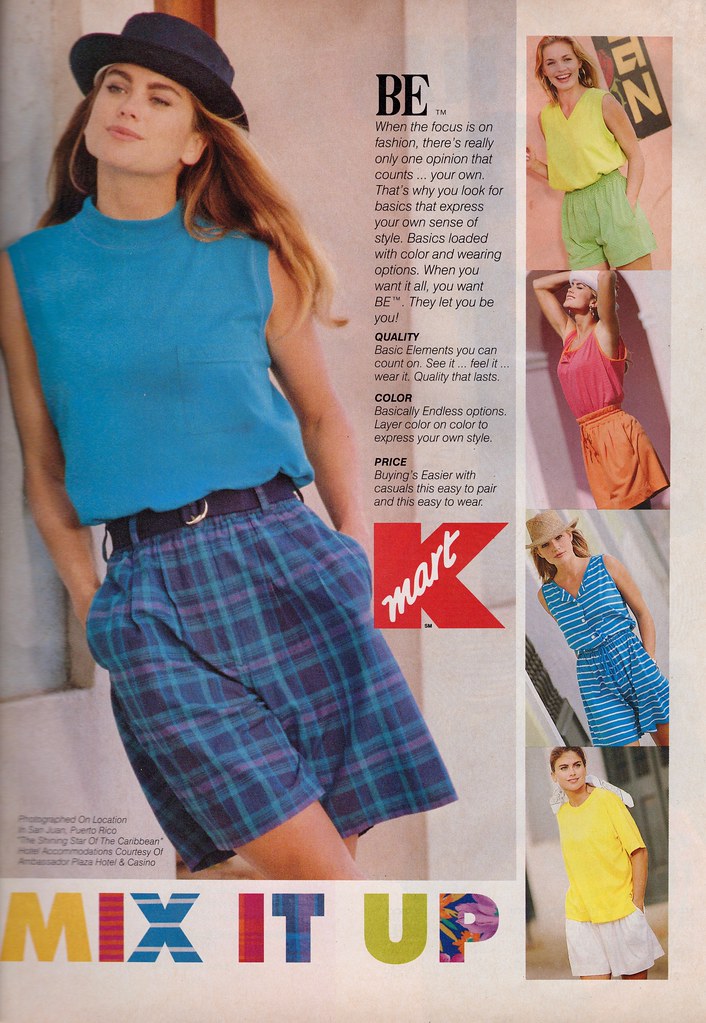 BE™
When the focus is on
fashion, there's really
only one opinion that
counts ... your own.
That's why you look for
basics that express
your own sense of
style. Basics loaded
with color and wearing
options. When you
want it all, you want
BE™. They let you be
you!
QUALITY
Basic Elements you can
count on. See it ... feel it ...
wear it. Quality that lasts.
COLOR
Basically Endless options.
Layer color on color to
express your own style.
PRICE
Buying's Easier with
casuals this easy to pair
and this easy to wear.
Kmart
SM
aN
Photographed On Location
In San Juan, Puerto Rico
"The Shining Star Of The Caribbean"
Hotel Accommodations Courtesy Of
Ambassador Plaza Hotel & Casino
MIX IT UP